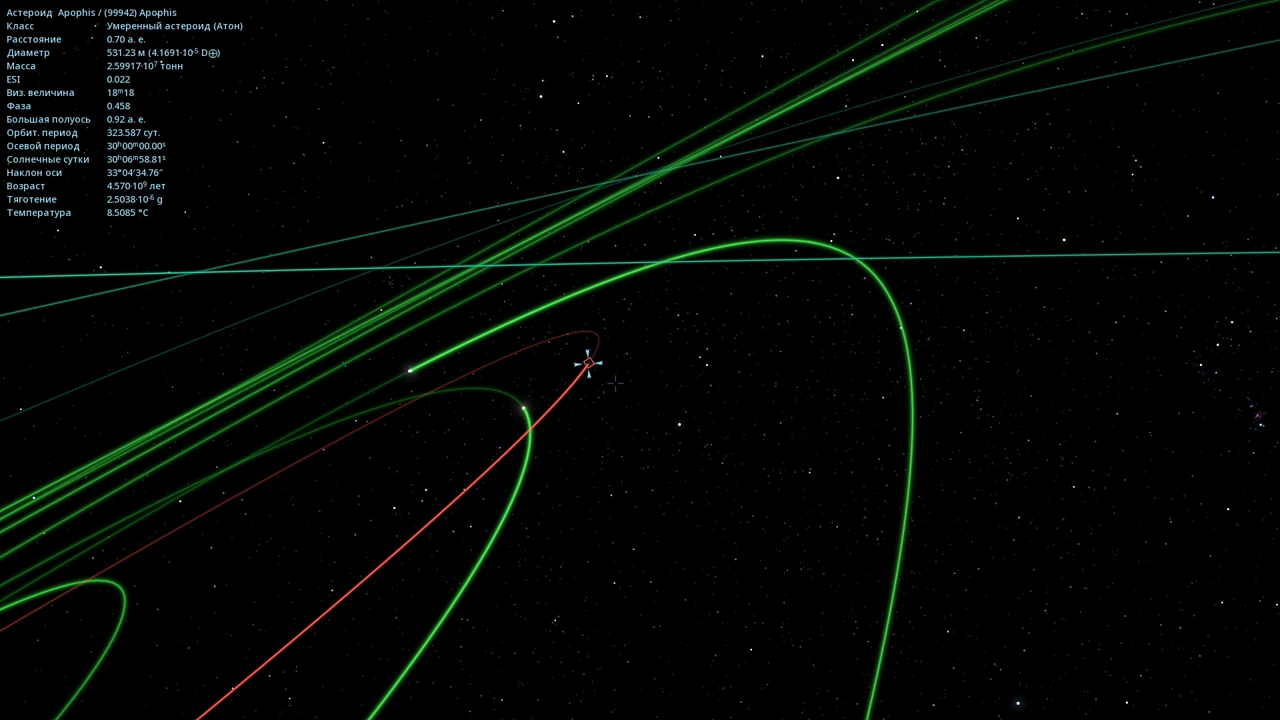 Астероид Apophis / (99942) Apophis
Класс Умеренный астероид (Атон)
Расстояние 0.70 а. е.
Диаметр 531.23 м (4.1691·10⁻⁵ D⊕)
Масса 2.59917·10⁷ тонн
ESI 0.022
Виз. величина 18ᵐ18
Фаза 0.458
Большая полуось 0.92 а. е.
Орбит. период 323.587 сут.
Осевой период 30ʰ00ᵐ00.00ˢ
Солнечные сутки 30ʰ06ᵐ58.81ˢ
Наклон оси 33°04′34.76″
Возраст 4.570·10⁹ лет
Тяготение 2.5038·10⁻⁶ g
Температура 8.5085 °C